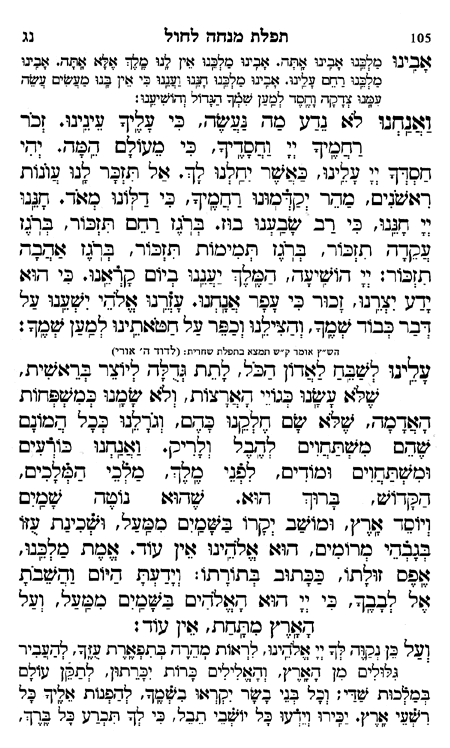 105 תפלת מנחה לחול נג
אָבִינוּ מַלְכֵּנוּ אָבִינוּ אָתָּה. אָבִינוּ מַלְכֵּנוּ אֵין לָנוּ מֶלֶךְ אֶלָּא אָתָּה. אָבִינוּ
מַלְכֵּנוּ רַחֵם עָלֵינוּ. אָבִינוּ מַלְכֵּנוּ חָנֵּנוּ וַעֲנֵנוּ כִּי אֵין בָּנוּ מַעֲשִׂים עֲשֵׂה
עִמָּנוּ צְדָקָה וָחֶסֶד לְמַעַן שִׁמְךָ הַגָּדוֹל וְהוֹשִׁיעֵנוּ:
וַאֲנַחְנוּ לֹא נֵדַע מַה נַּעֲשֶׂה, כִּי עָלֶיךָ עֵינֵינוּ. זְכֹר
רַחֲמֶיךָ יְיָ וַחֲסָדֶיךָ, כִּי מֵעוֹלָם הֵמָּה. יְהִי
חַסְדְּךָ יְיָ עָלֵינוּ, כַּאֲשֶׁר יִחַלְנוּ לָךְ. אַל תִּזְכָּר לָנוּ עֲוֹנוֹת
רִאשֹׁנִים, מַהֵר יְקַדְּמוּנוּ רַחֲמֶיךָ, כִּי דַלּוֹנוּ מְאֹד. חָנֵּנוּ
יְיָ חָנֵּנוּ, כִּי רַב שָׂבַעְנוּ בוּז. בְּרֹגֶז רַחֵם תִּזְכּוֹר, בְּרֹגֶז
עֲקֵדָה תִזְכּוֹר, בְּרֹגֶז תְּמִימוֹת תִּזְכּוֹר, בְּרֹגֶז אַהֲבָה
תִזְכּוֹר: יְיָ הוֹשִׁיעָה, הַמֶּלֶךְ יַעֲנֵנוּ בְיוֹם קָרְאֵנוּ. כִּי הוּא
יָדַע יִצְרֵנוּ, זָכוּר כִּי עָפָר אֲנָחְנוּ. עָזְרֵנוּ אֱלֹהֵי יִשְׁעֵנוּ עַל
דְּבַר כְּבוֹד שְׁמֶךָ, וְהַצִּילֵנוּ וְכַפֵּר עַל חַטֹּאתֵינוּ לְמַעַן שְׁמֶךָ:
הש״ץ אומר ק״ש תמצא בתפלת שחרית: (לדוד ה׳ אורי)
עָלֵינוּ לְשַׁבֵּחַ לַאֲדוֹן הַכֹּל, לָתֵת גְּדֻלָּה לְיוֹצֵר בְּרֵאשִׁית,
שֶׁלֹּא עָשָׂנוּ כְּגוֹיֵי הָאֲרָצוֹת, וְלֹא שָׂמָנוּ כְּמִשְׁפְּחוֹת
הָאֲדָמָה, שֶׁלֹּא שָׂם חֶלְקֵנוּ כָּהֶם, וְגֹרָלֵנוּ כְּכָל הֲמוֹנָם
שֶׁהֵם מִשְׁתַּחֲוִים לְהֶבֶל וְלָרִיק. וַאֲנַחְנוּ כּוֹרְעִים
וּמִשְׁתַּחֲוִים וּמוֹדִים, לִפְנֵי מֶלֶךְ, מַלְכֵי הַמְּלָכִים,
הַקָּדוֹשׁ, בָּרוּךְ הוּא. שֶׁהוּא נוֹטֶה שָׁמַיִם
וְיוֹסֵד אָרֶץ, וּמוֹשַׁב יְקָרוֹ בַּשָּׁמַיִם מִמַּעַל, וּשְׁכִינַת עֻזּוֹ
בְּגָבְהֵי מְרוֹמִים, הוּא אֱלֹהֵינוּ אֵין עוֹד. אֱמֶת מַלְכֵּנוּ,
אֶפֶס זוּלָתוֹ, כַּכָּתוּב בְּתוֹרָתוֹ: וְיָדַעְתָּ הַיּוֹם וַהֲשֵׁבֹתָ
אֶל לְבָבֶךָ, כִּי יְיָ הוּא הָאֱלֹהִים בַּשָּׁמַיִם מִמַּעַל, וְעַל
הָאָרֶץ מִתָּחַת, אֵין עוֹד:
וְעַל כֵּן נְקַוֶּה לְּךָ יְיָ אֱלֹהֵינוּ, לִרְאוֹת מְהֵרָה בְּתִפְאֶרֶת עֻזֶּךָ, לְהַעֲבִיר
גִּלּוּלִים מִן הָאָרֶץ, וְהָאֱלִילִים כָּרוֹת יִכָּרֵתוּן, לְתַקֵּן עוֹלָם
בְּמַלְכוּת שַׁדַּי; וְכָל בְּנֵי בָשָׂר יִקְרְאוּ בִשְׁמֶךָ, לְהַפְנוֹת אֵלֶיךָ כָּל
רִשְׁעֵי אָרֶץ. יַכִּירוּ וְיֵדְעוּ כָּל יוֹשְׁבֵי תֵבֵל, כִּי לְךָ תִּכְרַע כָּל בֶּרֶךְ,